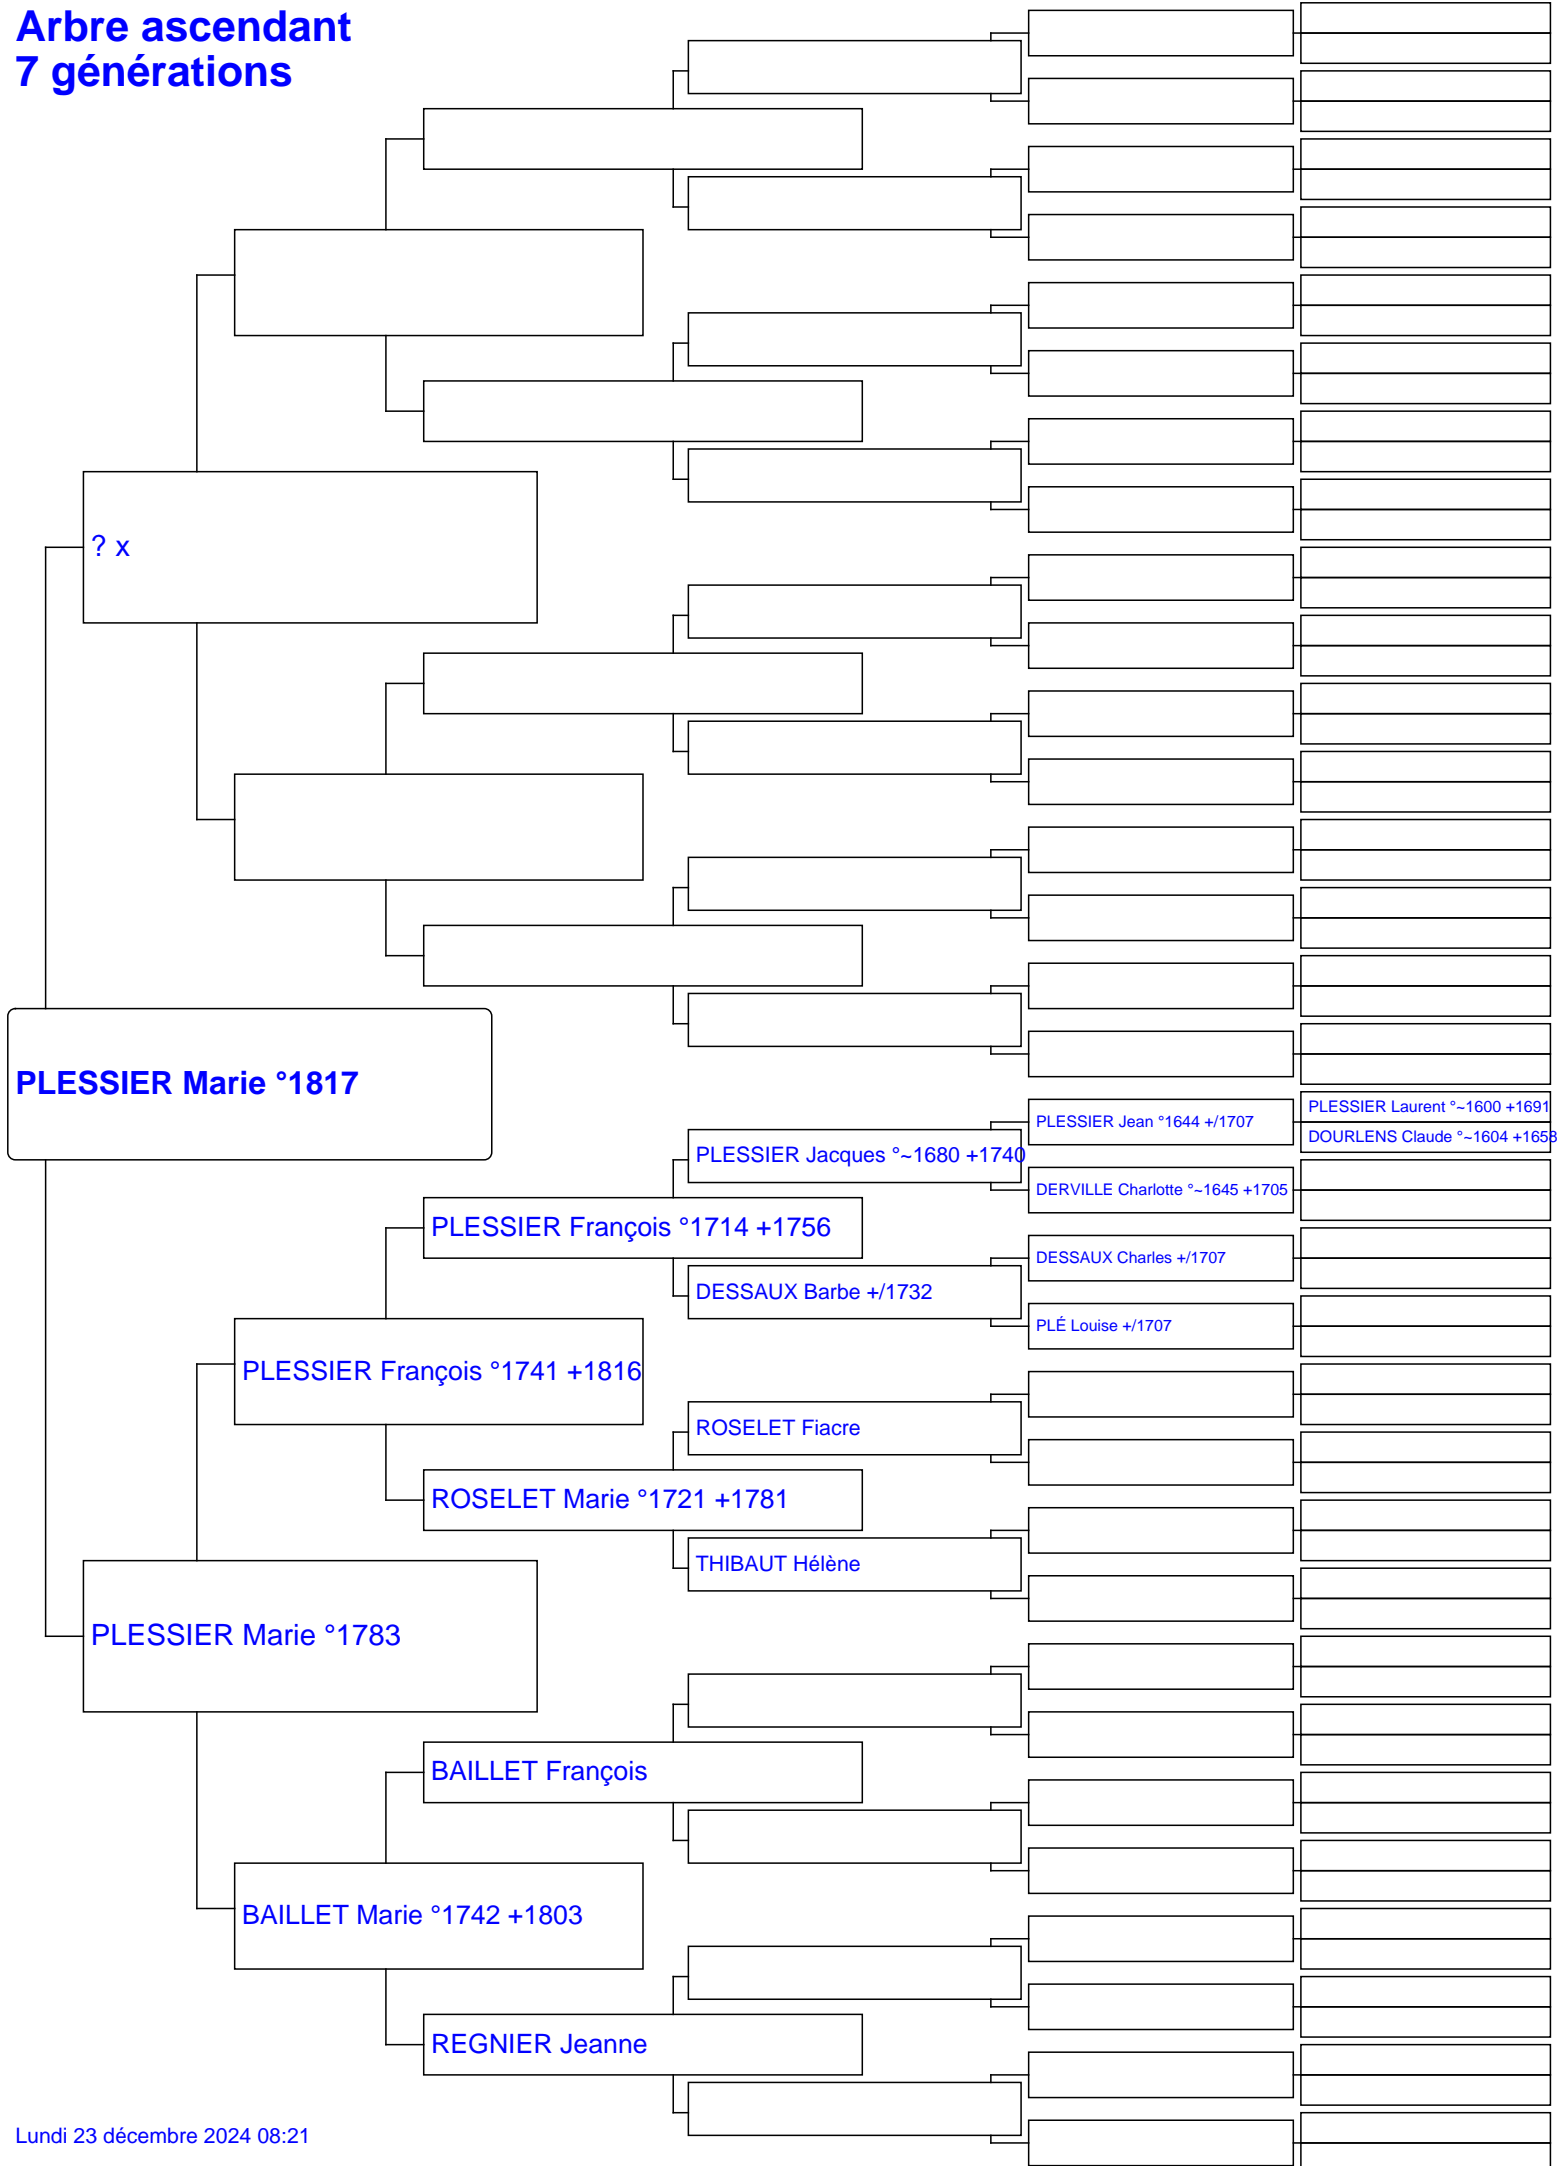 Arbre ascendant
7 générations
? x
PLESSIER Marie °1817
PLESSIER Laurent °~1600 +1691
PLESSIER Jean °1644 +/1707
DOURLENS Claude °~1604 +1658
PLESSIER Jacques °~1680 +1740
DERVILLE Charlotte °~1645 +1705
PLESSIER François °1714 +1756
DESSAUX Charles +/1707
DESSAUX Barbe +/1732
PLÉ Louise +/1707
PLESSIER François °1741 +1816
ROSELET Fiacre
ROSELET Marie °1721 +1781
THIBAUT Hélène
PLESSIER Marie °1783
BAILLET François
BAILLET Marie °1742 +1803
REGNIER Jeanne
Lundi 23 décembre 2024 08:21